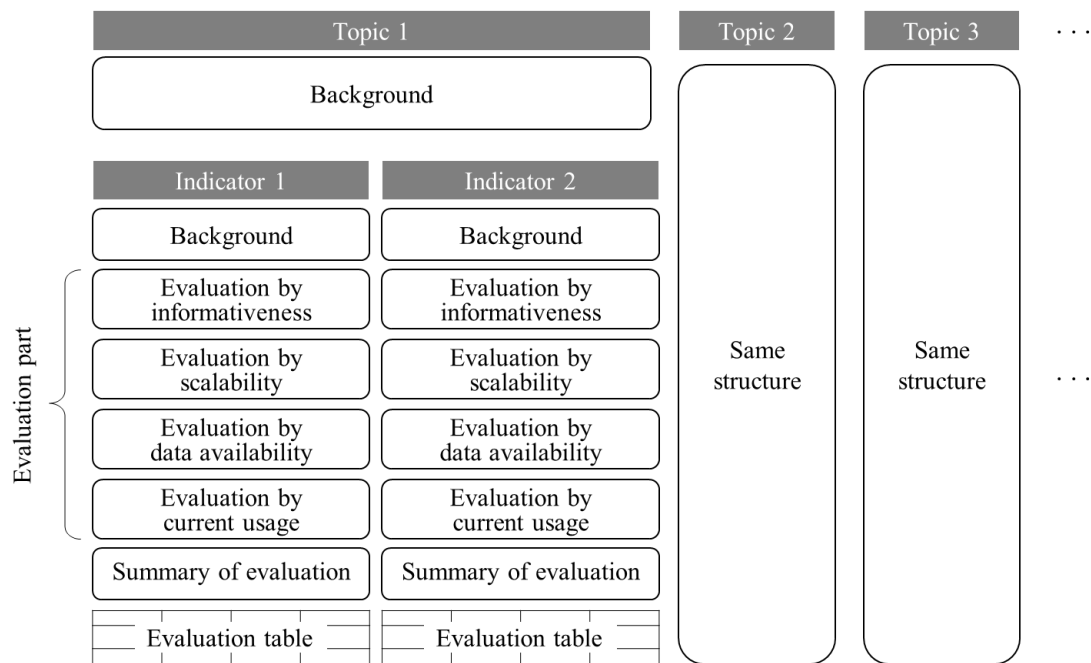 Topic 1
Topic 2
Topic 3
. . .
Background
Indicator 1
Indicator 2
Background
Background
Evaluation part
Evaluation by
informativeness
Evaluation by
informativeness
Evaluation by
scalability
Evaluation by
scalability
Evaluation by
data availability
Evaluation by
data availability
Evaluation by
current usage
Evaluation by
current usage
Summary of evaluation
Summary of evaluation
Evaluation table
Evaluation table
Same
structure
Same
structure
. . .